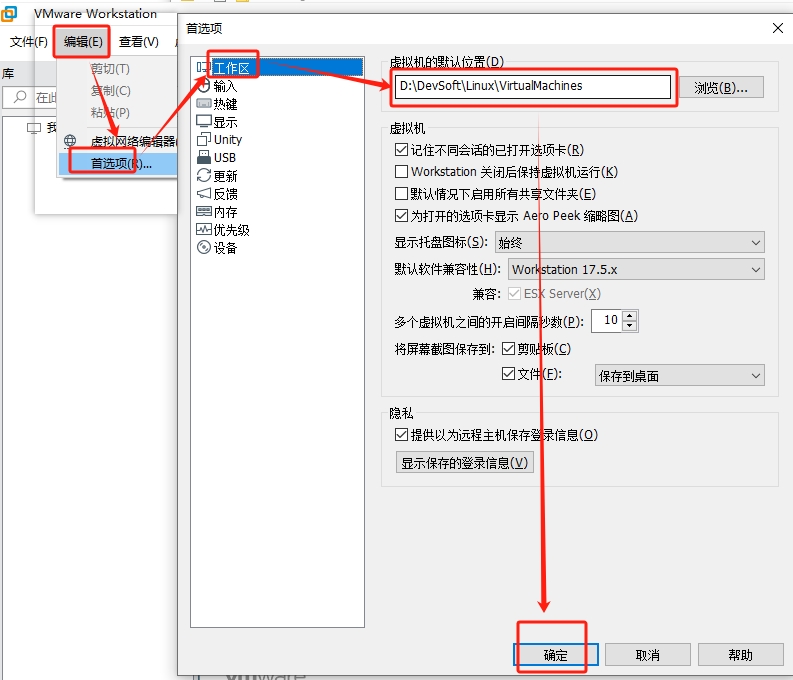 VMware Workstation
文件(F)
编辑(E)
查看(V)
库
在此
我
剪切(T)
复制(C)
粘贴(P)
虚拟网络编辑器
首选项(R)...
首选项
工作区
输入
热键
显示
Unity
USB
更新
反馈
内存
优先级
设备
虚拟机的默认位置(D)
D:\DevSoft\Linux\VirtualMachines
浏览(B)...
虚拟机
记住不同会话的已打开选项卡(R)
Workstation 关闭后保持虚拟机运行(K)
默认情况下启用所有共享文件夹(E)
为打开的选项卡显示 Aero Peek 缩略图(A)
显示托盘图标(S): 始终
默认软件兼容性(H): Workstation 17.5.x
兼容: ESX Server(X)
多个虚拟机之间的开启间隔秒数(P): 10
将屏幕截图保存到: 剪贴板(C)
文件(F): 保存到桌面
隐私
提供以为远程主机保存登录信息(O)
显示保存的登录信息(V)
确定
取消
帮助
vmware